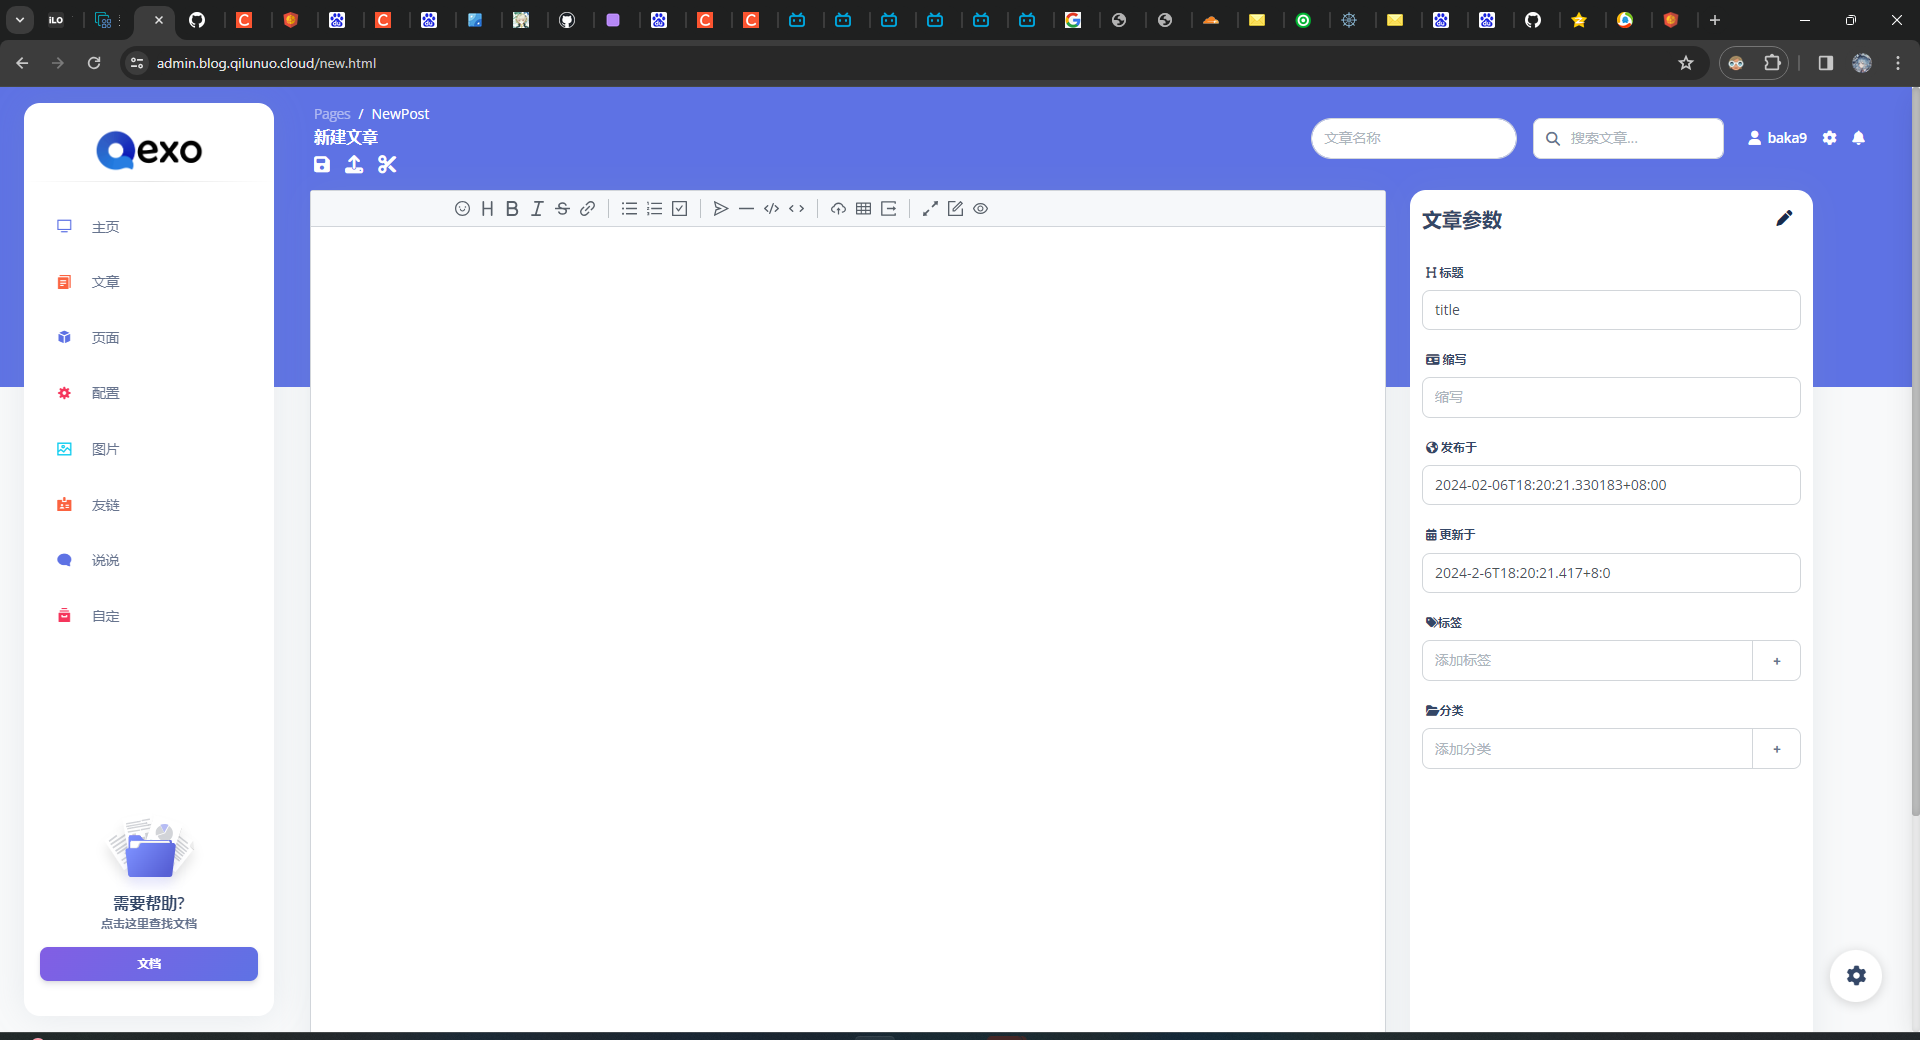 iLO
admin.blog.qilunuo.cloud/new.html
Qexo
主页
文章
页面
配置
图片
友链
说说
自定
需要帮助?
点击这里查找文档
文档
Pages / NewPost
新建文章
文章名称
搜索文章...
baka9
文章参数
标题
title
缩写
缩写
发布于
2024-02-06T18:20:21.330183+08:00
更新于
2024-2-6T18:20:21.417+8:0
标签
添加标签
+
分类
添加分类
+